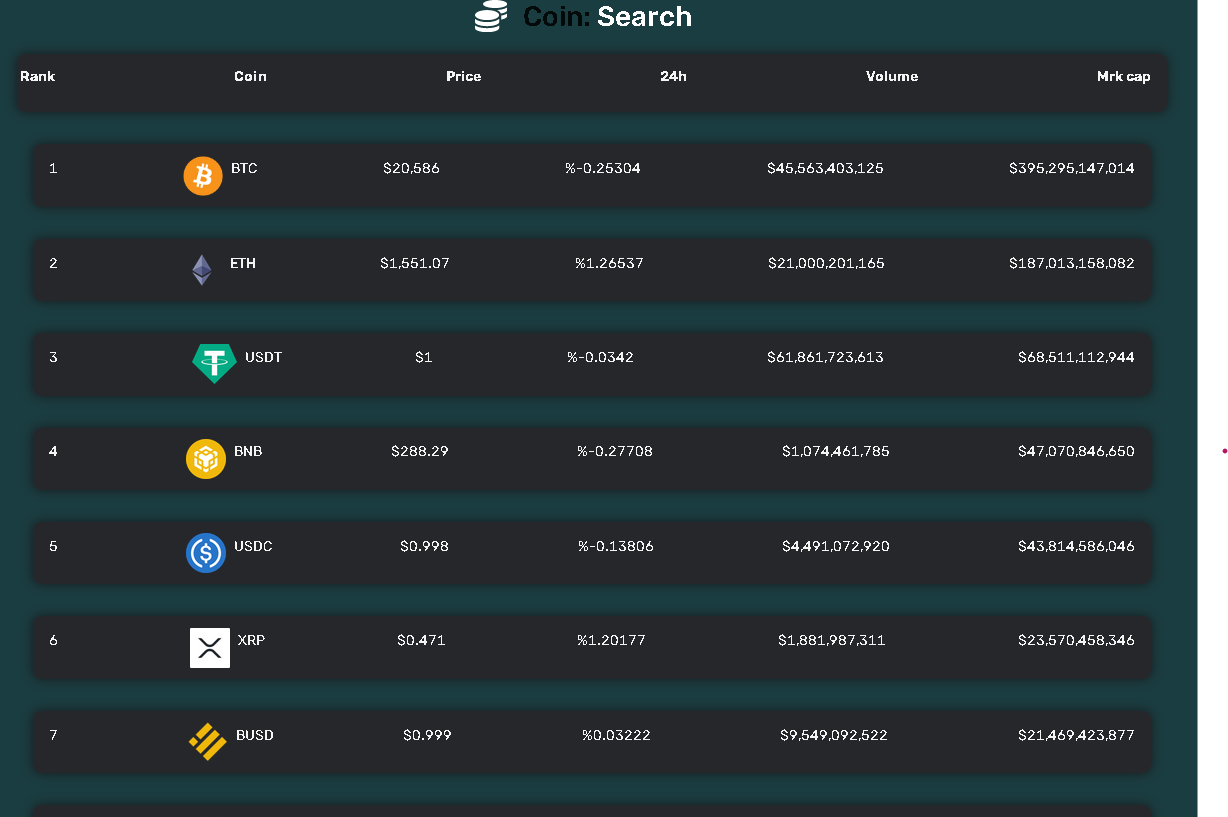 Coin: Search
Rank Coin Price 24h Volume Mrk cap
1 BTC $20,586 %-0.25304 $45,563,403,125 $395,295,147,014
2 ETH $1,551.07 %1.26537 $21,000,201,165 $187,013,158,082
3 USDT $1 %-0.0342 $61,861,723,613 $68,511,112,944
4 BNB $288.29 %-0.27708 $1,074,461,785 $47,070,846,650
5 USDC $0.998 %-0.13806 $4,491,072,920 $43,814,586,046
6 XRP $0.471 %1.20177 $1,881,987,311 $23,570,458,346
7 BUSD $0.999 %0.03222 $9,549,092,522 $21,469,423,877